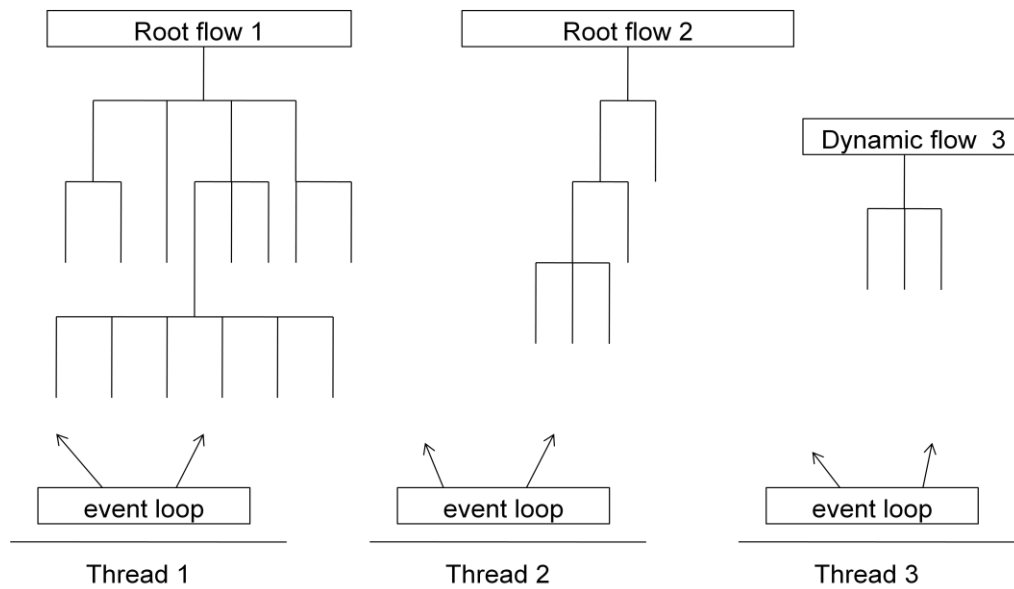 Root flow 1
Root flow 2
Dynamic flow  3
event loop
event loop
event loop
Thread 1
Thread 2
Thread 3